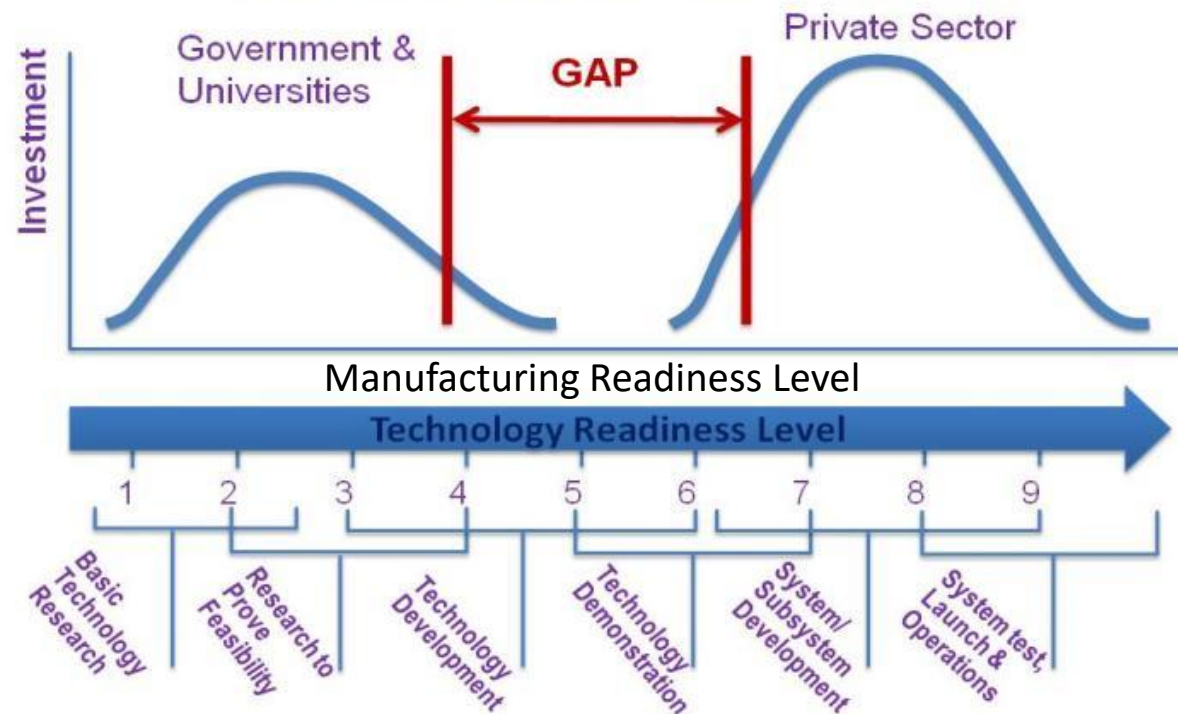 Government &
Universities
GAP
Private Sector
Investment
Manufacturing Readiness Level
Technology Readiness Level
1 2 3 4 5 6 7 8 9
Basic
Technology
Research
Research to
Prove
Feasibility
Technology
Development
Technology
Demonstration
System/
Subsystem
Development
System test,
Launch &
Operations